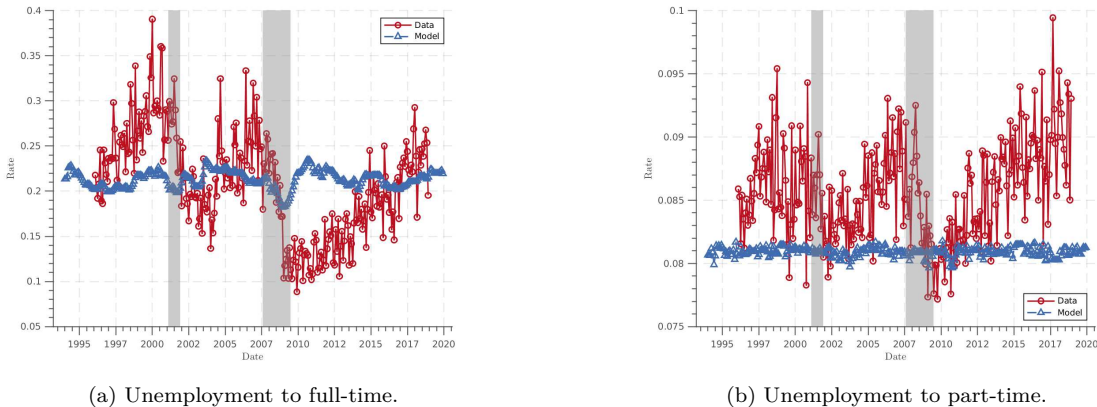 0.4
0.35
0.3
0.25
0.2
0.15
0.1
0.05
Rate
1995 1997 2000 2002 2005 2007 2009 2012 2015 2017 2020
Date
Data
Model
(a) Unemployment to full-time.
0.1
0.095
0.09
0.085
0.08
0.075
Rate
1995 1997 2000 2002 2005 2007 2010 2012 2015 2017 2020
Date
Data
Model
(b) Unemployment to part-time.